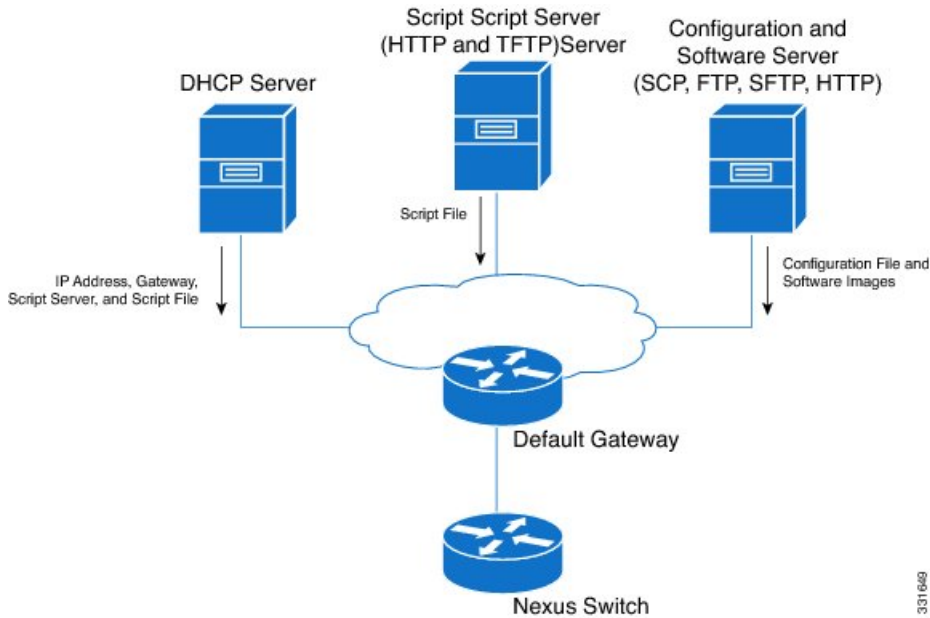 Script Script Server
(HTTP and TFTP)Server
Configuration and
Software Server
(SCP, FTP, SFTP, HTTP)
DHCP Server
Script File
IP Address, Gateway,
Script Server, and Script File
Configuration File and
Software Images
Default Gateway
Nexus Switch
331649